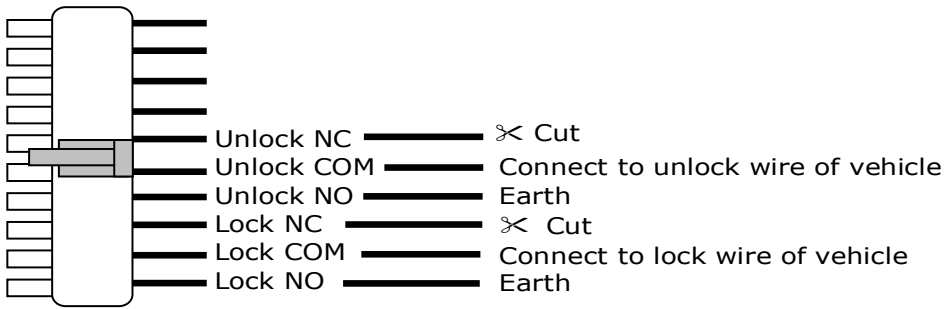 Unlock NC ✂ Cut
Unlock COM Connect to unlock wire of vehicle
Unlock NO Earth
Lock NC ✂ Cut
Lock COM Connect to lock wire of vehicle
Lock NO Earth